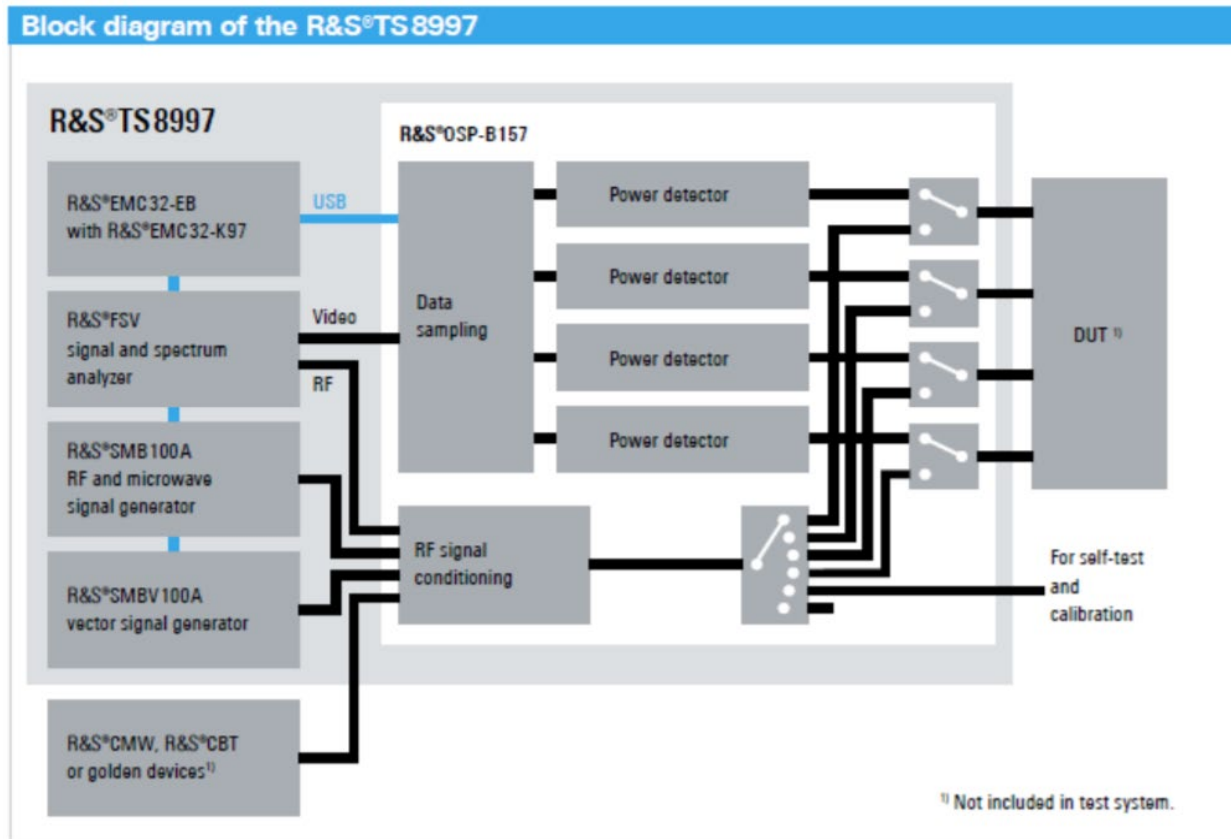 Block diagram of the R&S®TS8997
R&S®TS8997
R&S®OSP-B157
R&S®EMC32-EB
with R&S®EMC32-K97
USB
R&S®FSV
signal and spectrum
analyzer
Video
RF
R&S®SMB100A
RF and microwave
signal generator
R&S®SMBV100A
vector signal generator
R&S®CMW, R&S®CBT
or golden devices¹⁾
Data
sampling
Power detector
Power detector
Power detector
Power detector
RF signal
conditioning
DUT ¹⁾
For self-test
and
calibration
¹⁾ Not included in test system.